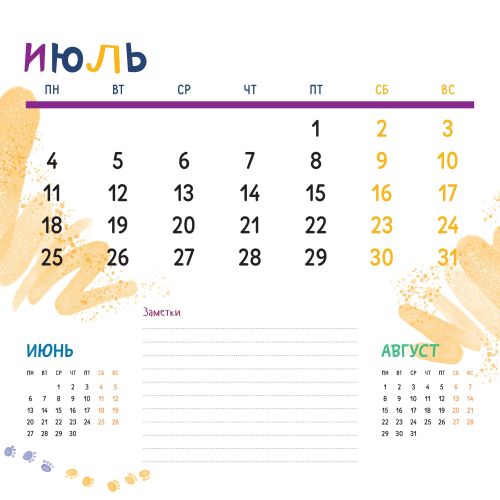 ИЮЛЬ
ПН ВТ СР ЧТ ПТ СБ ВС
1 2 3
4 5 6 7 8 9 10
11 12 13 14 15 16 17
18 19 20 21 22 23 24
25 26 27 28 29 30 31
Заметки
ИЮНЬ
ПН ВТ СР ЧТ ПТ СБ ВС
1 2 3 4 5
6 7 8 9 10 11 12
13 14 15 16 17 18 19
20 21 22 23 24 25 26
27 28 29 30
АВГУСТ
ПН ВТ СР ЧТ ПТ СБ ВС
1 2 3 4 5 6 7
8 9 10 11 12 13 14
15 16 17 18 19 20 21
22 23 24 25 26 27 28
29 30 31